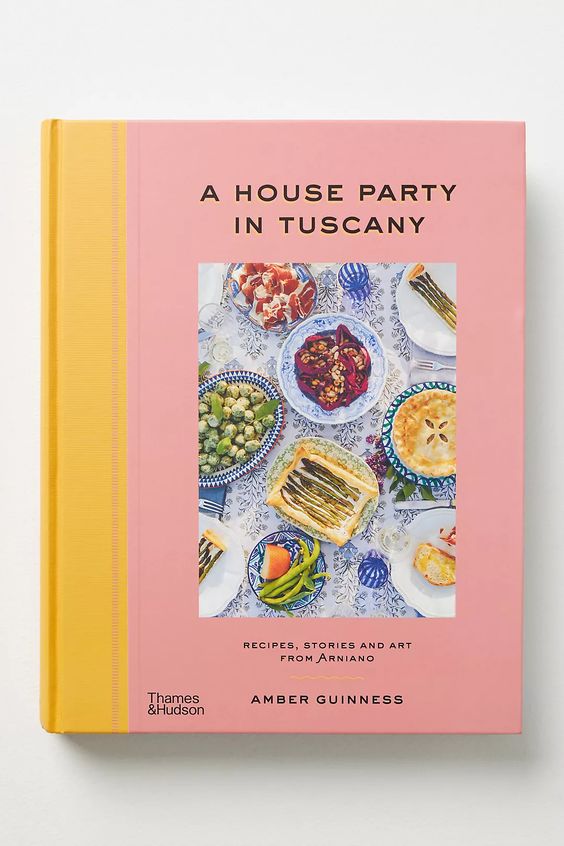 A HOUSE PARTY
IN TUSCANY
RECIPES, STORIES AND ART
FROM ARNIANO
AMBER GUINNESS
Thames
&Hudson